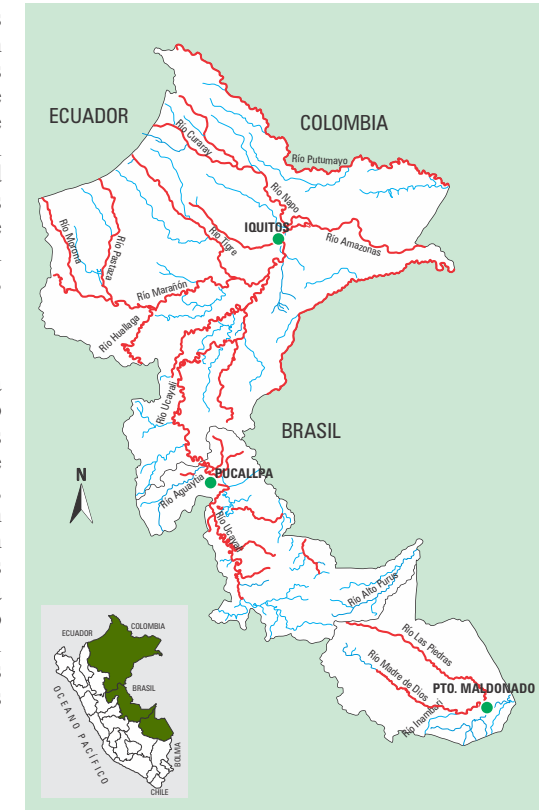 ECUADOR
COLOMBIA
Río Curaray
Río Putumayo
Río Napo
IQUITOS
Río Morona
Río Pastaza
Río Tigre
Río Amazonas
Río Marañón
Río Huallaga
Río Ucayali
BRASIL
N
PUCALLPA
Río Aguaytía
Río Ucayali
Río Alto Purus
Río Las Piedras
Río Madre de Dios
PTO. MALDONADO
Río Inambari
COLOMBIA
ECUADOR
BRASIL
OCEANO PACÍFICO
BOLIVIA
CHILE